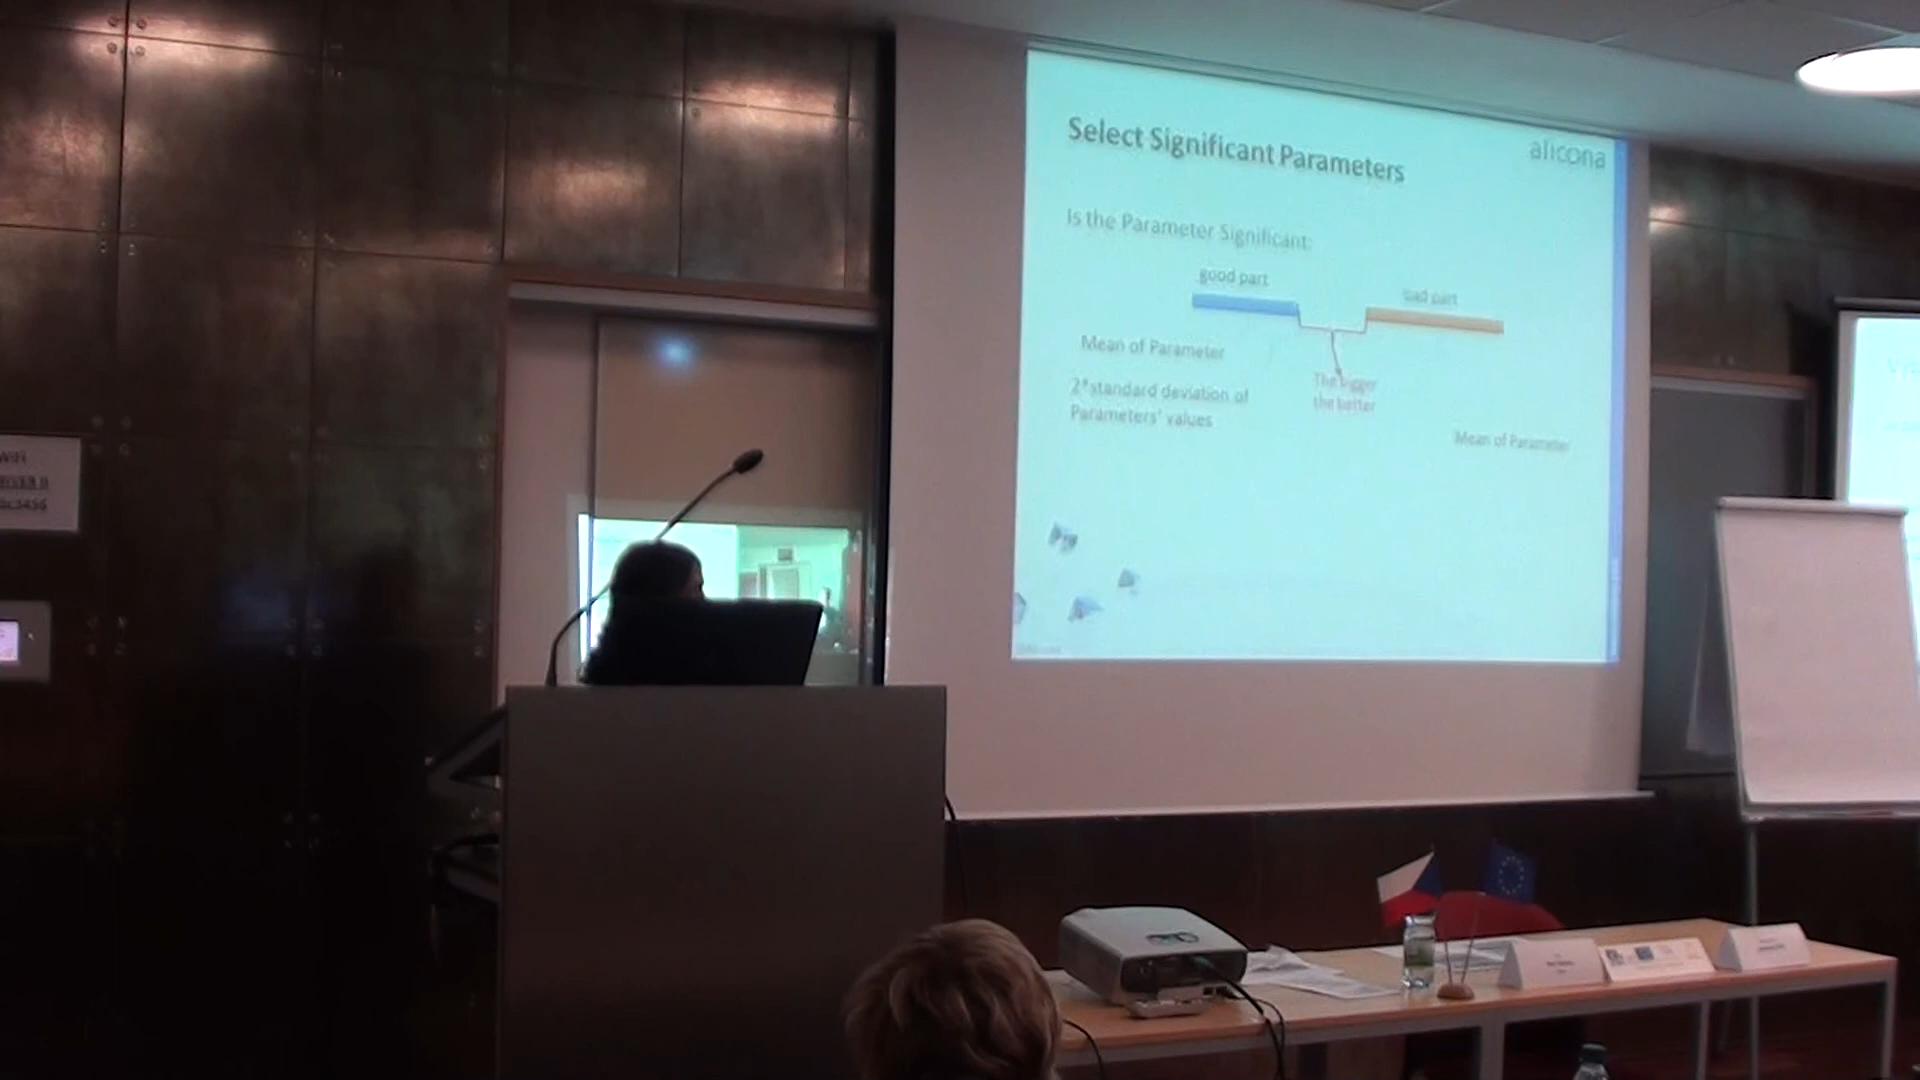 Select Significant Parameters
alicona
Is the Parameter Significant:
good part
bad part
Mean of Parameter
2*standard deviation of
Parameters' values
The bigger
the better
Mean of Parameter
WiFi